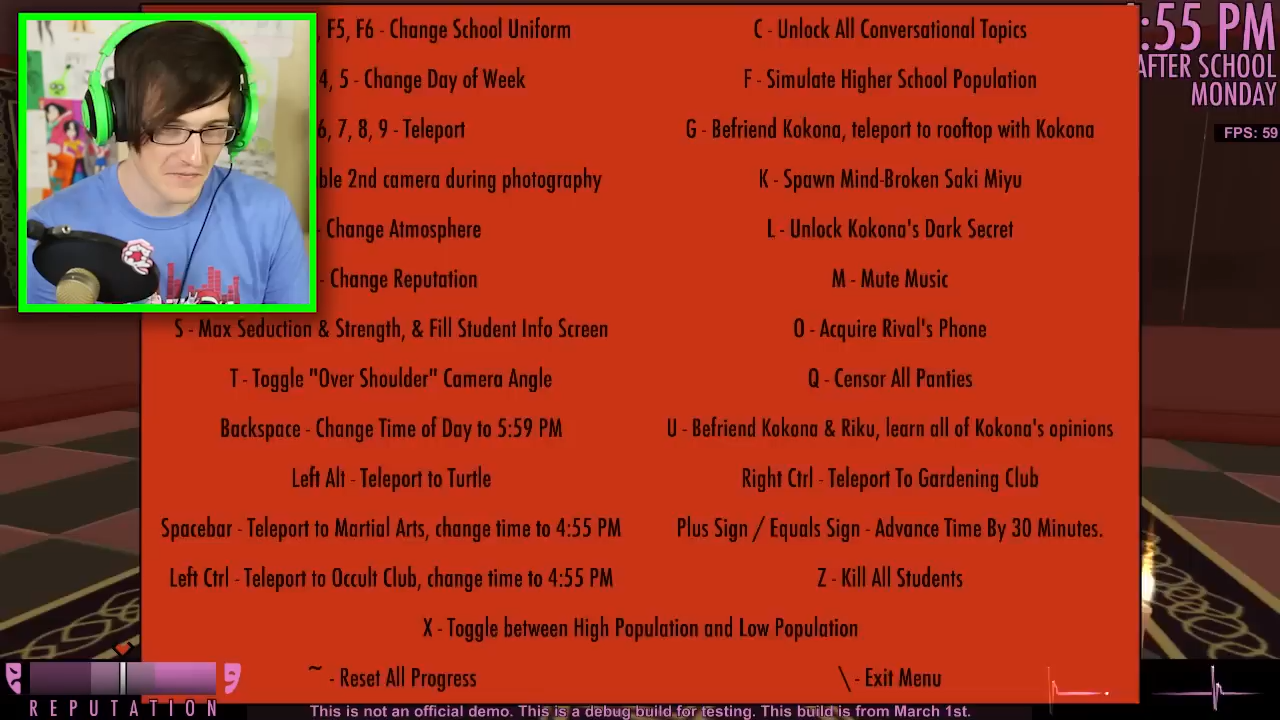 , F5, F6 - Change School Uniform
C - Unlock All Conversational Topics
4, 5 - Change Day of Week
F - Simulate Higher School Population
6, 7, 8, 9 - Teleport
G - Befriend Kokona, teleport to rooftop with Kokona
ble 2nd camera during photography
K - Spawn Mind-Broken Saki Miyu
- Change Atmosphere
L - Unlock Kokona's Dark Secret
- Change Reputation
M - Mute Music
S - Max Seduction & Strength, & Fill Student Info Screen
O - Acquire Rival's Phone
T - Toggle "Over Shoulder" Camera Angle
Q - Censor All Panties
Backspace - Change Time of Day to 5:59 PM
U - Befriend Kokona & Riku, learn all of Kokona's opinions
Left Alt - Teleport to Turtle
Right Ctrl - Teleport To Gardening Club
Spacebar - Teleport to Martial Arts, change time to 4:55 PM
Plus Sign / Equals Sign - Advance Time By 30 Minutes.
Left Ctrl - Teleport to Occult Club, change time to 4:55 PM
Z - Kill All Students
X - Toggle between High Population and Low Population
~ - Reset All Progress
\ - Exit Menu
:55 PM
AFTER SCHOOL
MONDAY
FPS: 59
REPUTATION
This is not an official demo. This is a debug build for testing. This build is from March 1st.